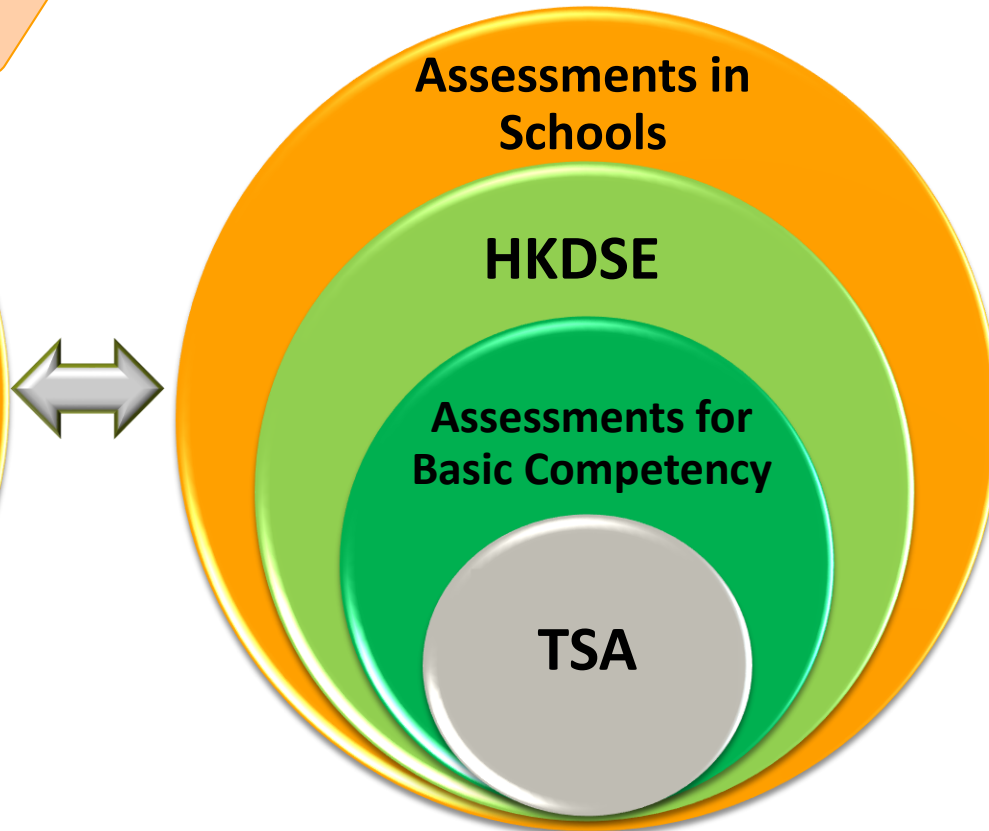 Assessments in
Schools
HKDSE
Assessments for
Basic Competency
TSA